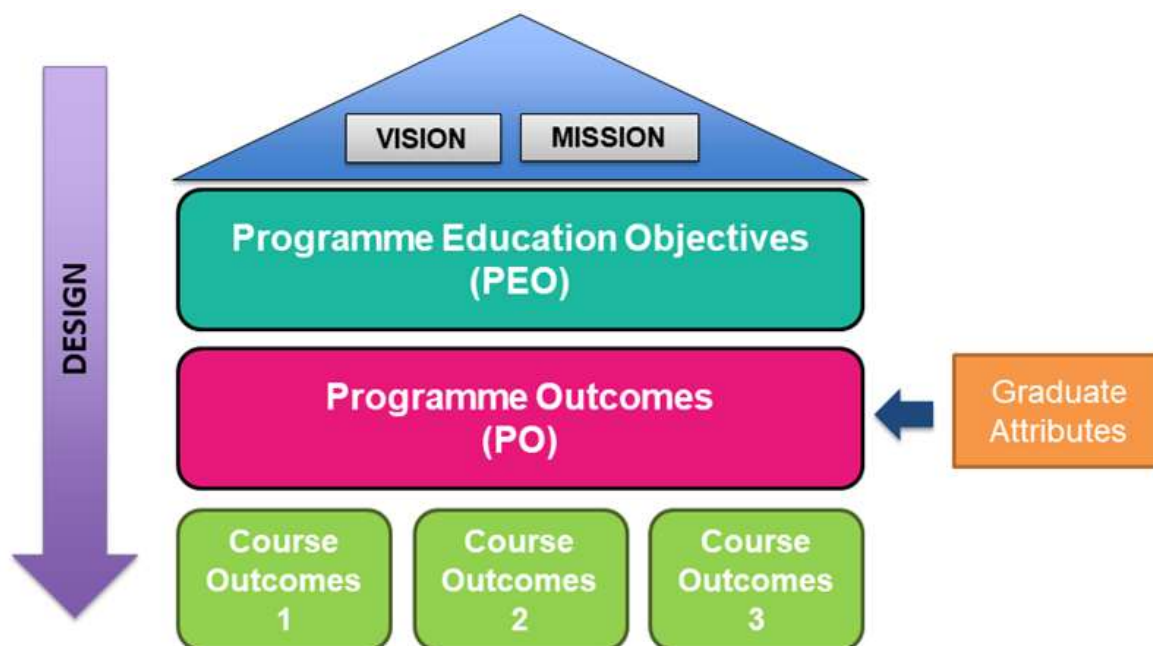 VISION
MISSION
Programme Education Objectives
(PEO)
DESIGN
Programme Outcomes
(PO)
Graduate
Attributes
Course
Outcomes
1
Course
Outcomes
2
Course
Outcomes
3